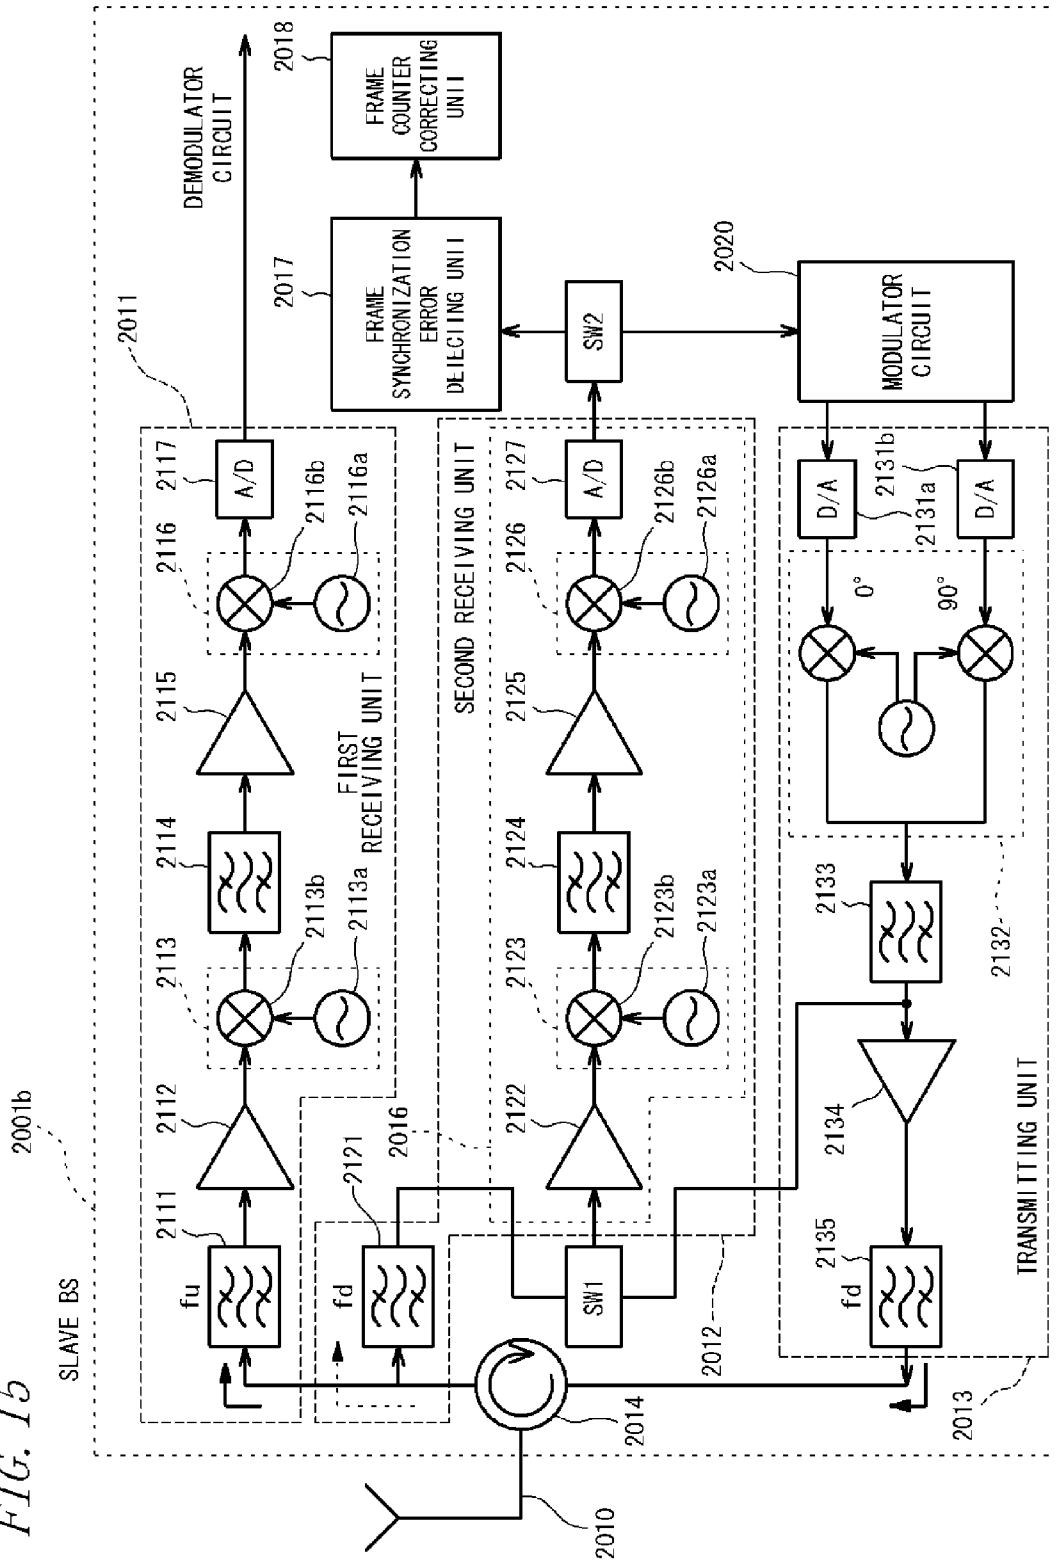 FIG. 15
SLAVE BS
2001b
2011
fu
2111
2112
2113
2113b
2113a
2114
2115
2116
2116b
2116a
2117
A/D
DEMODULATOR
CIRCUIT
FIRST
RECEIVING UNIT
2018
FRAME
COUNTER
CORRECTING
UNIT
2017
FRAME
SYNCHRONIZATION
ERROR
DETECTING UNIT
fd
2121
2016
SECOND RECEIVING UNIT
SW1
2122
2123
2123b
2123a
2124
2125
2126
2126b
2126a
2127
A/D
SW2
2012
2014
2010
2020
MODULATOR
CIRCUIT
D/A
2131b
2131a
D/A
0°
90°
2132
2133
2134
2135
fd
TRANSMITTING UNIT
2013